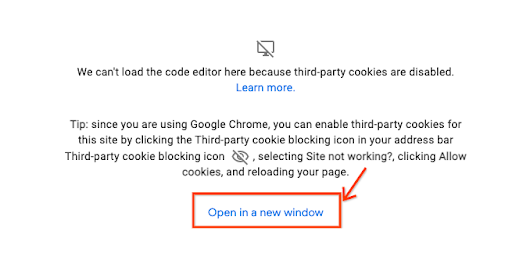 We can't load the code editor here because third-party cookies are disabled.
Learn more.
Tip: since you are using Google Chrome, you can enable third-party cookies for
this site by clicking the Third-party cookie blocking icon in your address bar
Third-party cookie blocking icon , selecting Site not working?, clicking Allow
cookies, and reloading your page.
Open in a new window